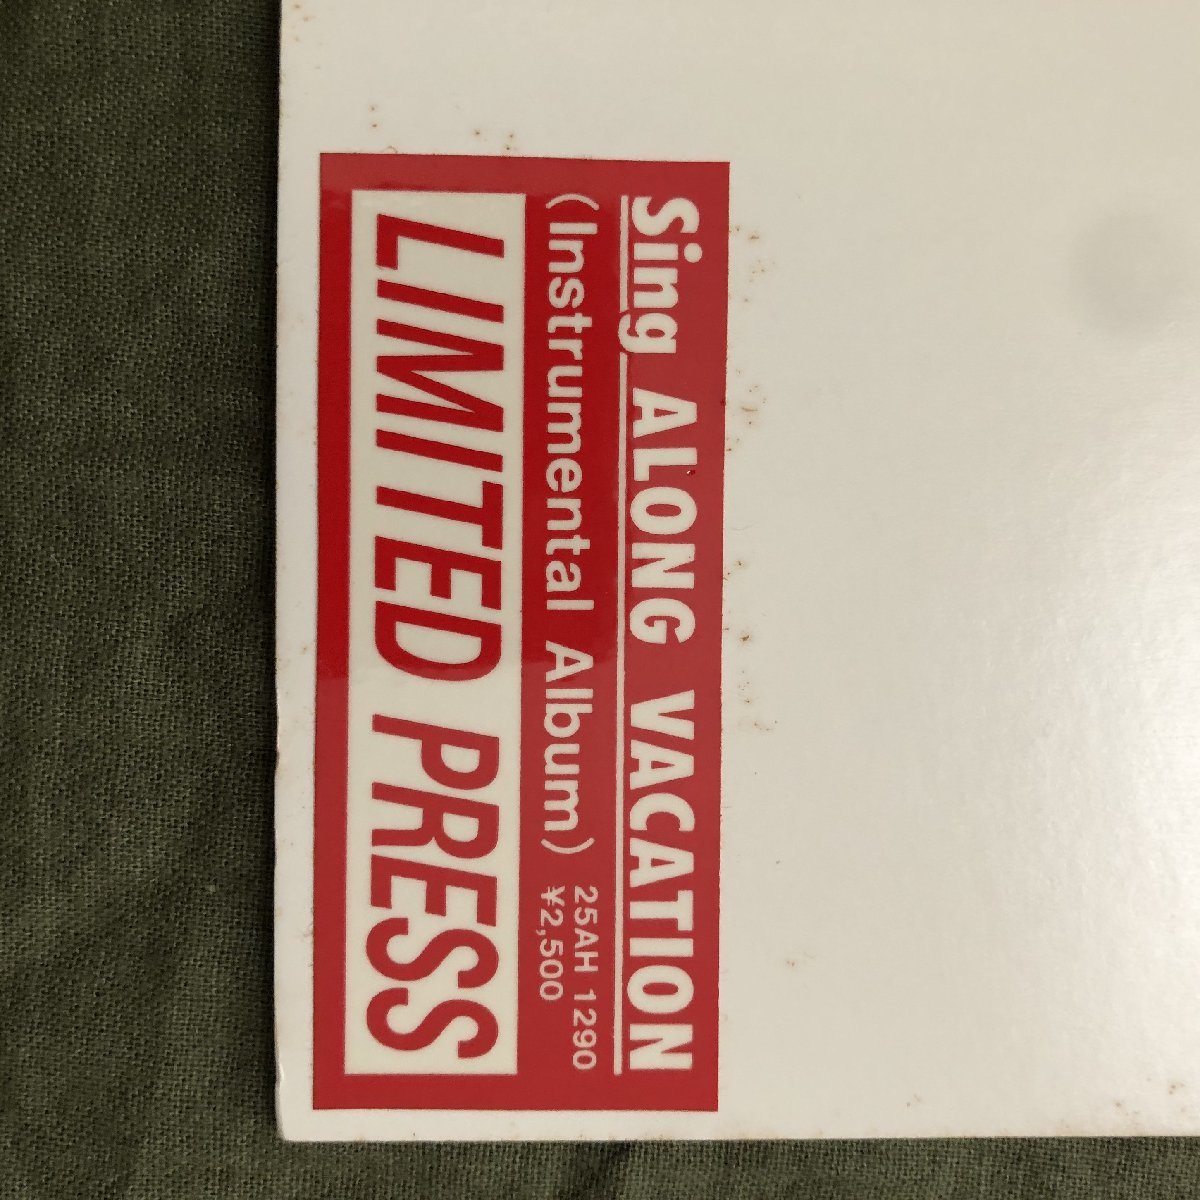 Sing ALONG VACATION
(Instrumental Album) 25AH 1290
¥2,500
LIMITED PRESS